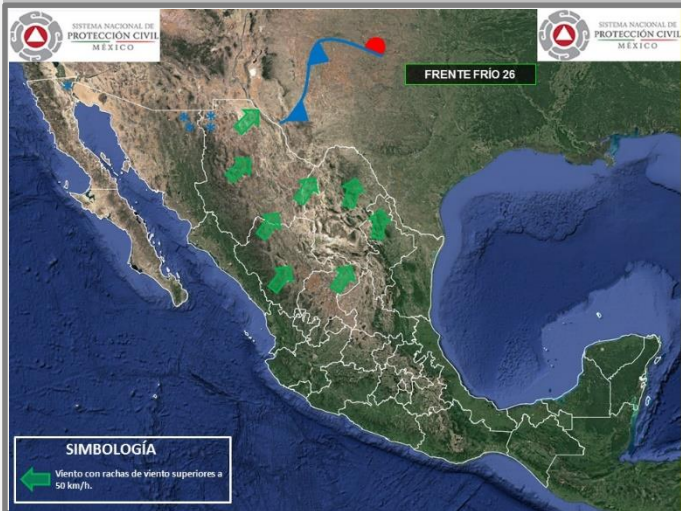 SISTEMA NACIONAL DE
PROTECCIÓN CIVIL
MÉXICO
SISTEMA NACIONAL DE
PROTECCIÓN CIVIL
MÉXICO
FRENTE FRÍO 26
SIMBOLOGÍA
Viento con rachas de viento superiores a
50 km/h.